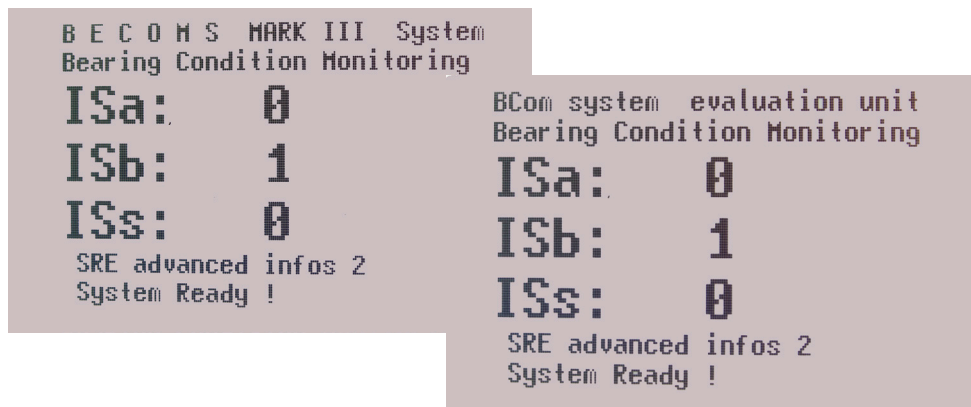 B E C O M S MARK III System
Bearing Condition Monitoring
ISa: 0
ISb: 1
ISs: 0
SRE advanced infos 2
System Ready !
BCom system evaluation unit
Bearing Condition Monitoring
ISa: 0
ISb: 1
ISs: 0
SRE advanced infos 2
System Ready !